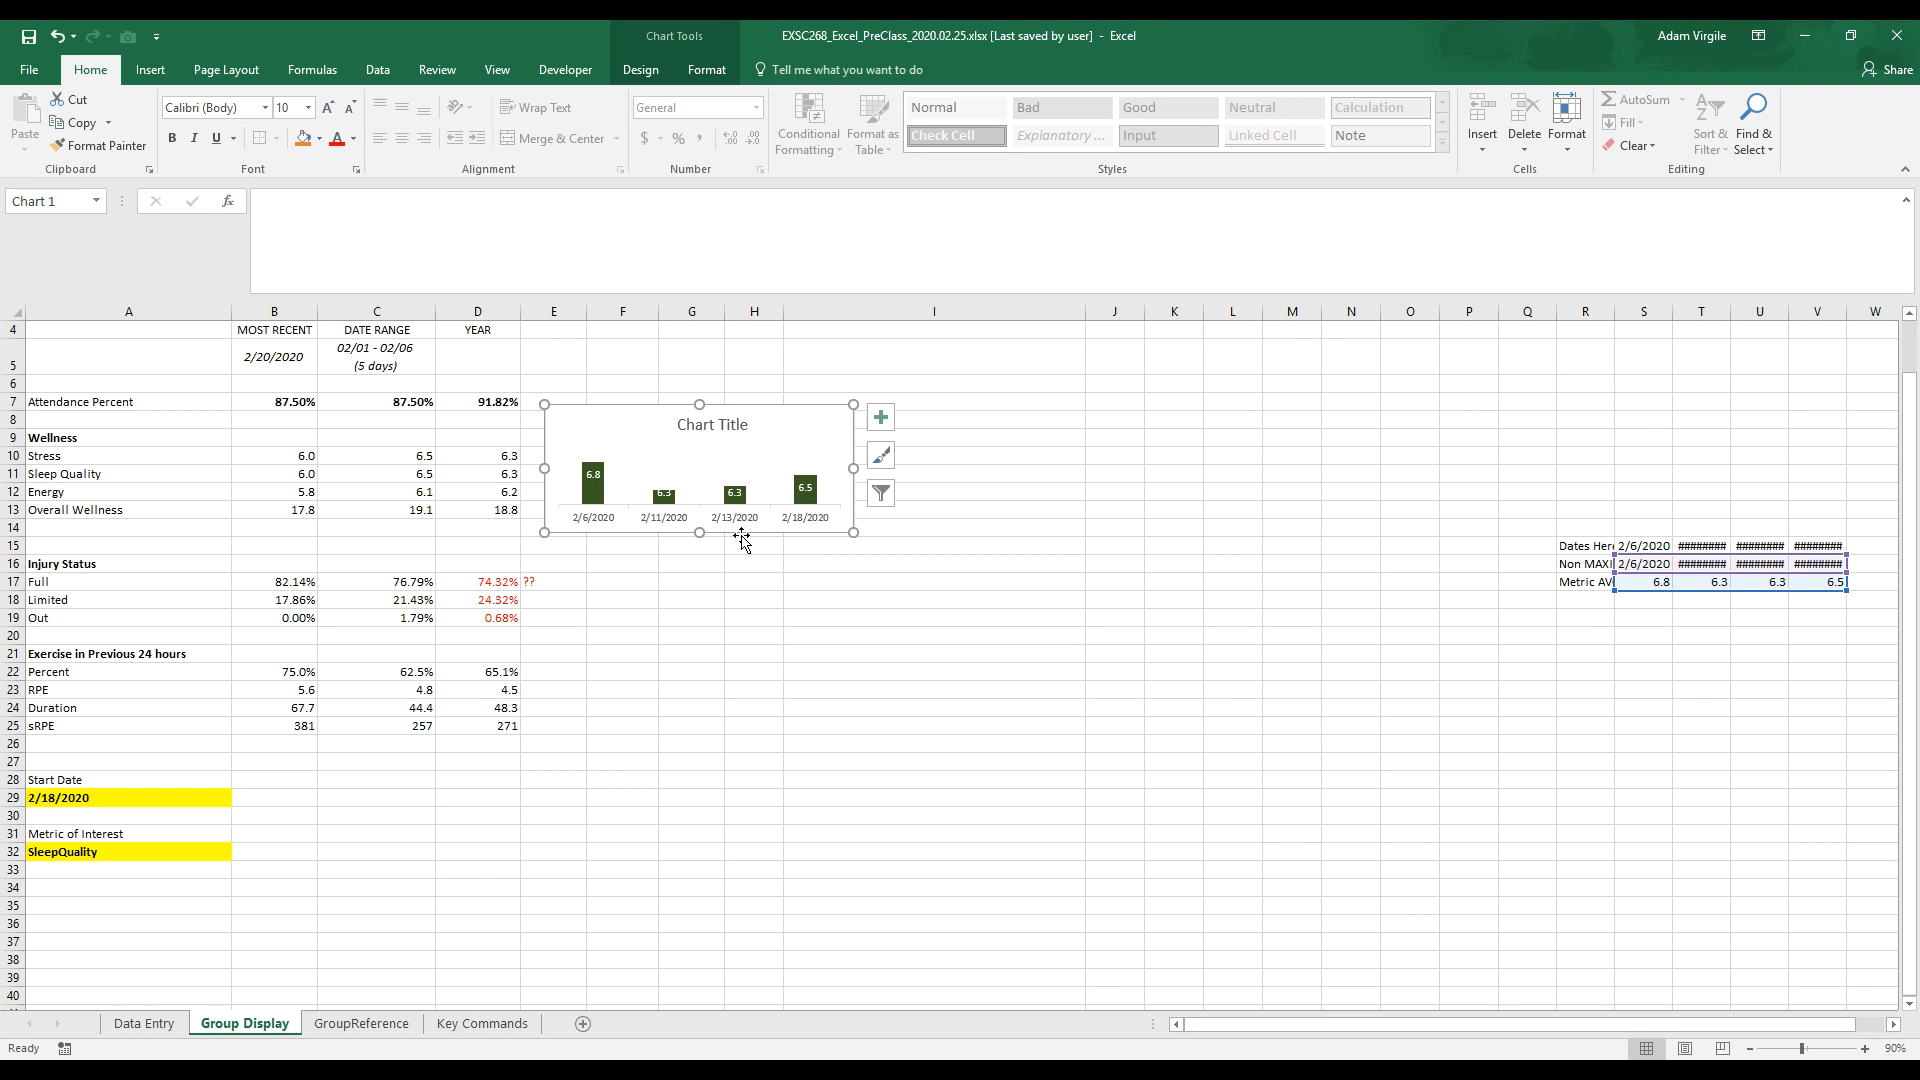 Chart Tools
EXSC268_Excel_PreClass_2020.02.25.xlsx [Last saved by user] - Excel
Adam Virgile
File Home Insert Page Layout Formulas Data Review View Developer Design Format Tell me what you want to do Share
Cut
Copy
Format Painter
Paste
Clipboard
Calibri (Body) 10
B I U
Font
Wrap Text
Merge & Center
Alignment
General
$ % ,
Number
Conditional Formatting
Format as Table
Normal Bad Good Neutral Calculation
Check Cell Explanatory ... Input Linked Cell Note
Styles
Insert Delete Format
Cells
AutoSum
Fill
Clear
Sort & Filter
Find & Select
Editing
Chart 1
fx
A B C D E F G H I J K L M N O P Q R S T U V W
4 MOST RECENT DATE RANGE YEAR
5 2/20/2020 02/01 - 02/06 (5 days)
6
7 Attendance Percent 87.50% 87.50% 91.82%
8
9 Wellness
10 Stress 6.0 6.5 6.3
11 Sleep Quality 6.0 6.5 6.3
12 Energy 5.8 6.1 6.2
13 Overall Wellness 17.8 19.1 18.8
14
Chart Title
6.8 6.3 6.3 6.5
2/6/2020 2/11/2020 2/13/2020 2/18/2020
15 Dates Her 2/6/2020 ######## ######## ########
16 Injury Status Non MAXI 2/6/2020 ######## ######## ########
17 Full 82.14% 76.79% 74.32% ?? Metric AV 6.8 6.3 6.3 6.5
18 Limited 17.86% 21.43% 24.32%
19 Out 0.00% 1.79% 0.68%
20
21 Exercise in Previous 24 hours
22 Percent 75.0% 62.5% 65.1%
23 RPE 5.6 4.8 4.5
24 Duration 67.7 44.4 48.3
25 sRPE 381 257 271
26
27
28 Start Date
29 2/18/2020
30
31 Metric of Interest
32 SleepQuality
33
34
35
36
37
38
39
40
Data Entry Group Display GroupReference Key Commands
Ready
90%